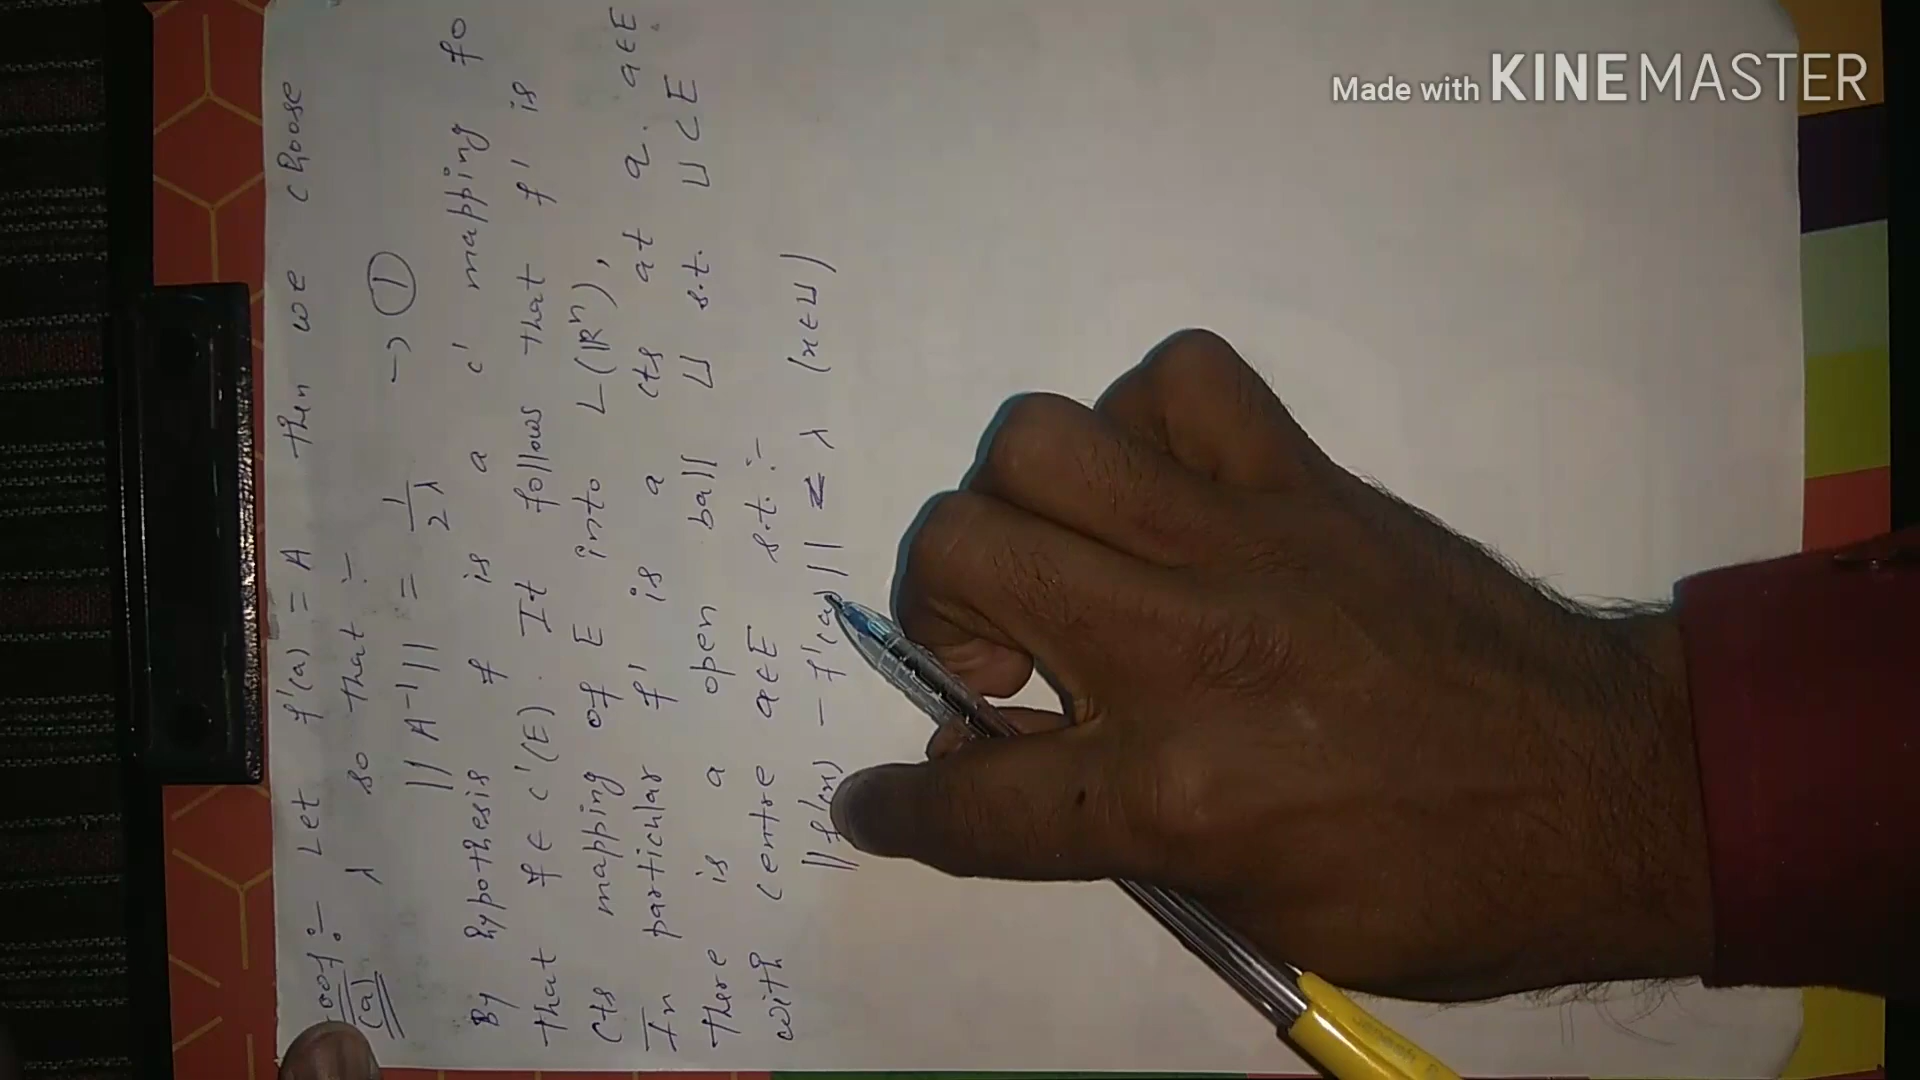 Made with KINEMASTER
oof :- Let f'(a) = A then we choose
(a) λ so that :-
||A⁻¹|| = 1/2λ → ①
By hypothesis f is a c' mapping fo
that f ∈ c'(E). It follows that f' is
cts mapping of E into L(ℝⁿ),
In particular f' is a cts at a. a∈E
There is a open ball U s.t. U⊂E
with centre a∈E s.t. :-
||f'(x) - f'(a)|| < λ (x∈U)